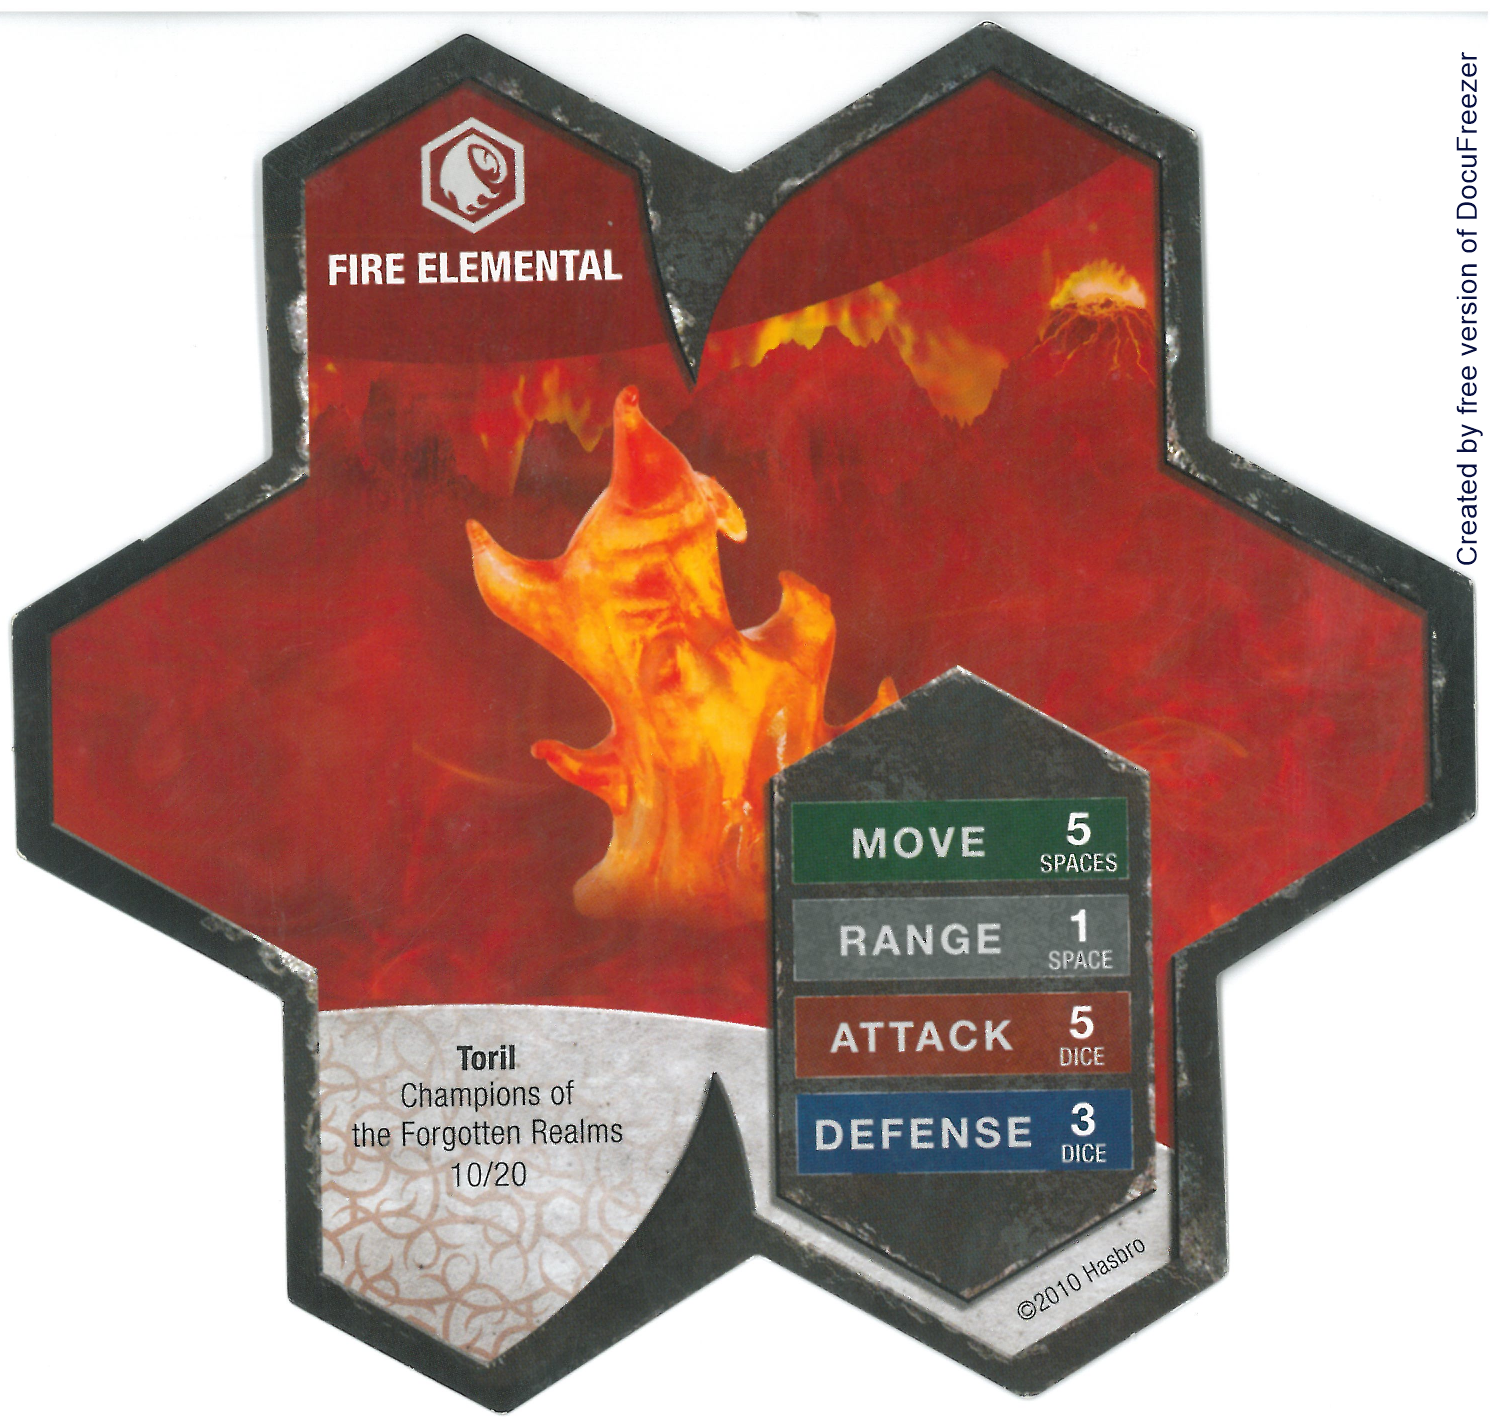 FIRE ELEMENTAL
MOVE 5
SPACES
RANGE 1
SPACE
ATTACK 5
DICE
DEFENSE 3
DICE
Toril
Champions of
the Forgotten Realms
10/20
©2010 Hasbro
Created by free version of DocuFreezer